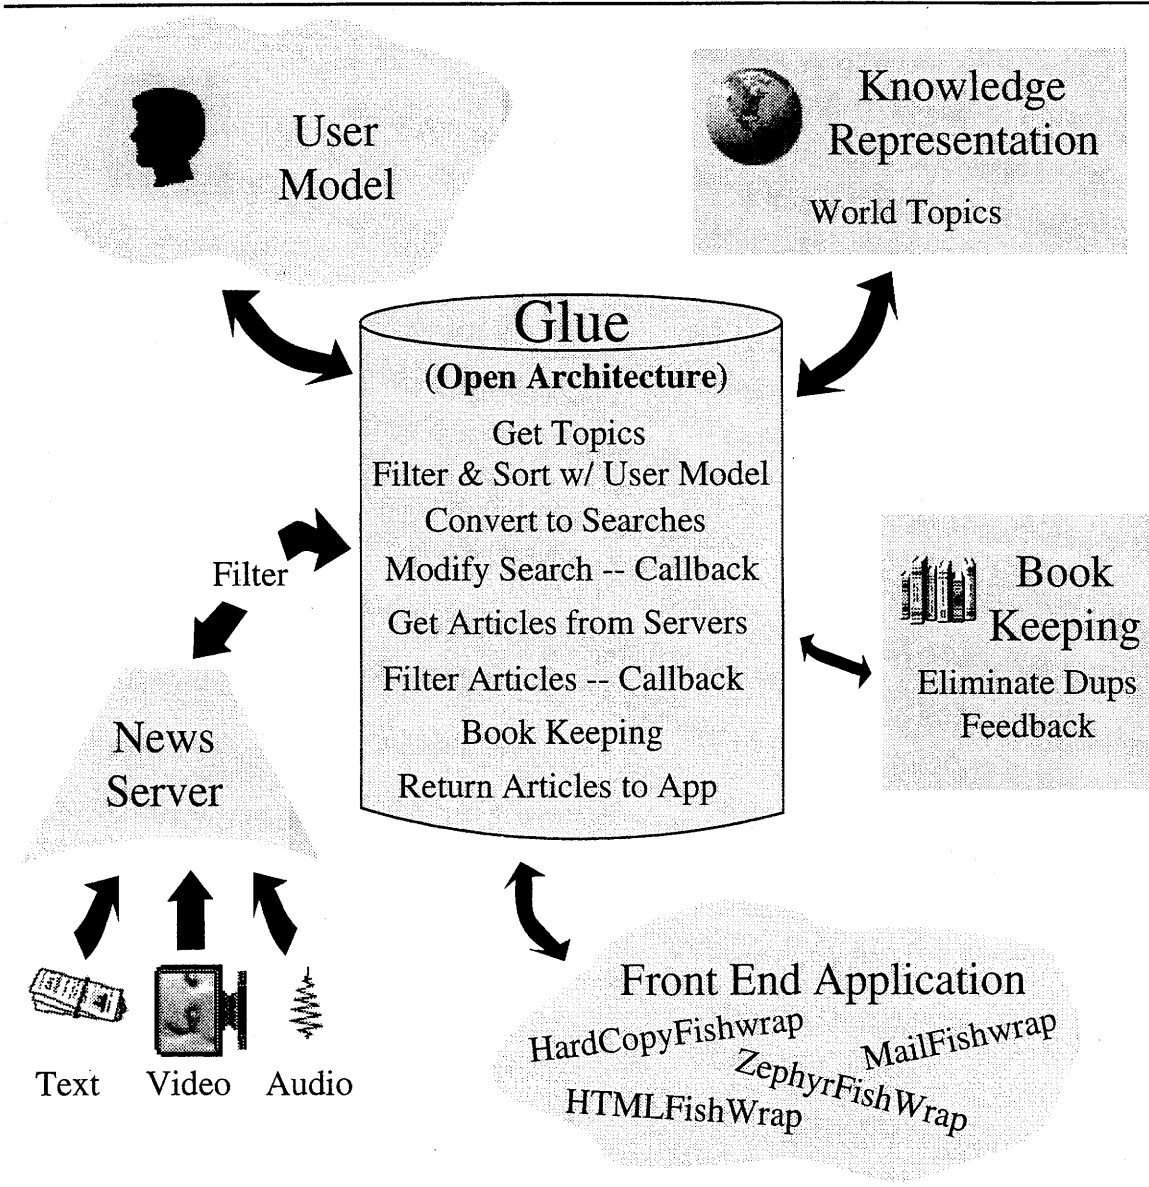 User
Model
Knowledge
Representation
World Topics
Glue
(Open Architecture)
Get Topics
Filter & Sort w/ User Model
Convert to Searches
Modify Search -- Callback
Get Articles from Servers
Filter Articles -- Callback
Book Keeping
Return Articles to App
Filter
Book
Keeping
Eliminate Dups
Feedback
News
Server
Text
Video
Audio
Front End Application
HardCopyFishwrap
MailFishwrap
ZephyrFishWrap
HTMLFishWrap